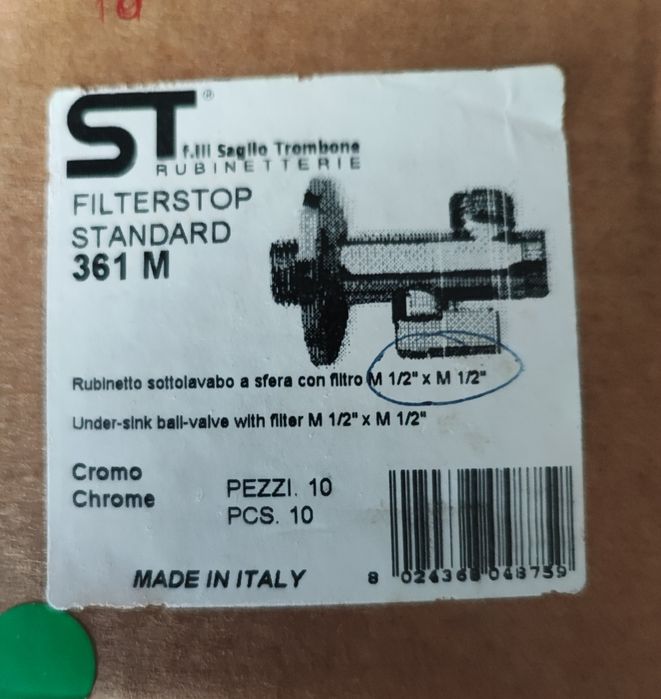 10
ST®
f.lli Saglio Trombone
RUBINETTERIE
FILTERSTOP
STANDARD
361 M
Rubinetto sottolavabo a sfera con filtro M 1/2" x M 1/2"
Under-sink ball-valve with filter M 1/2" x M 1/2"
Cromo
Chrome
PEZZI. 10
PCS. 10
MADE IN ITALY
8 024368 048759